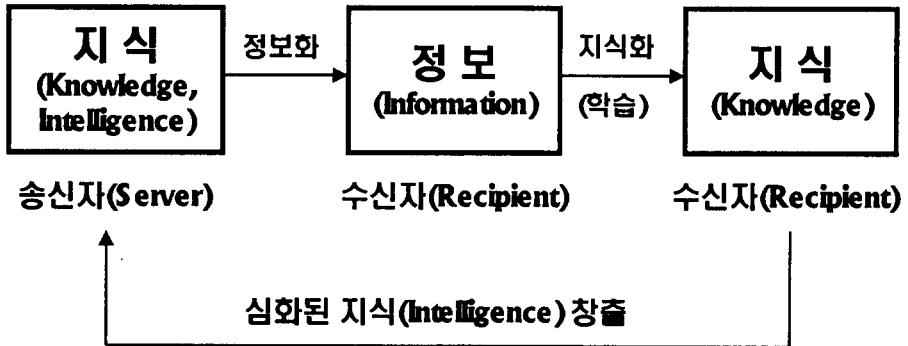 지 식
(Knowledge,
Intelligence)
정보화
정 보
(Information)
지식화
(학습)
지 식
(Knowledge)
송신자(Server)
수신자(Recipient)
수신자(Recipient)
심화된 지식(Intelligence) 창출